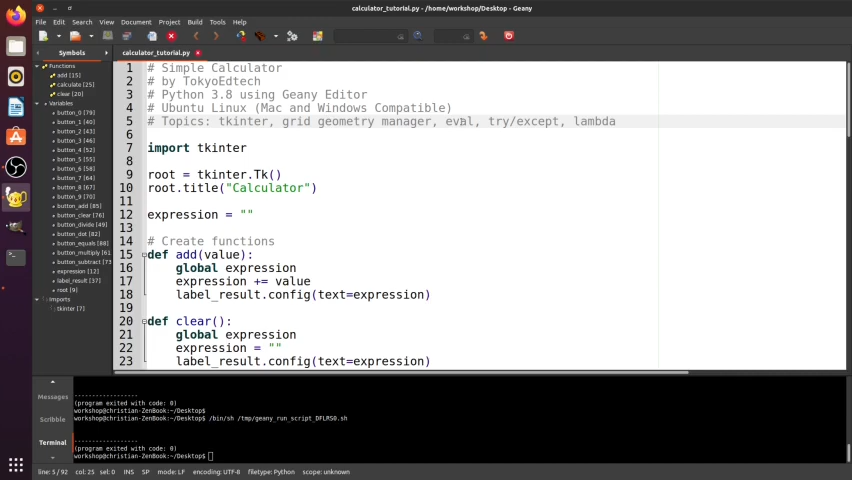 calculator_tutorial.py - /home/workshop/Desktop - Geany
File Edit Search View Document Project Build Tools Help
Symbols
calculator_tutorial.py
Functions
add [15]
calculate [25]
clear [20]
Variables
button_0 [79]
button_1 [40]
button_2 [43]
button_3 [46]
button_4 [52]
button_5 [55]
button_6 [58]
button_7 [64]
button_8 [67]
button_9 [70]
button_add [85]
button_clear [76]
button_divide [49]
button_dot [82]
button_equals [88]
button_multiply [61
button_subtract [73
expression [12]
label_result [37]
root [9]
Imports
tkinter [7]
1 # Simple Calculator
2 # by TokyoEdtech
3 # Python 3.8 using Geany Editor
4 # Ubuntu Linux (Mac and Windows Compatible)
5 # Topics: tkinter, grid geometry manager, eval, try/except, lambda
6
7 import tkinter
8
9 root = tkinter.Tk()
10 root.title("Calculator")
11
12 expression = ""
13
14 # Create functions
15 def add(value):
16 global expression
17 expression += value
18 label_result.config(text=expression)
19
20 def clear():
21 global expression
22 expression = ""
23 label_result.config(text=expression)
Messages
Scribble
Terminal
------------------
(program exited with code: 0)
workshop@christian-ZenBook:~/Desktop$
workshop@christian-ZenBook:~/Desktop$ /bin/sh /tmp/geany_run_script_DFLRS0.sh
------------------
(program exited with code: 0)
workshop@christian-ZenBook:~/Desktop$
line: 5 / 92 col: 25 sel: 0 INS SP mode: LF encoding: UTF-8 filetype: Python scope: unknown